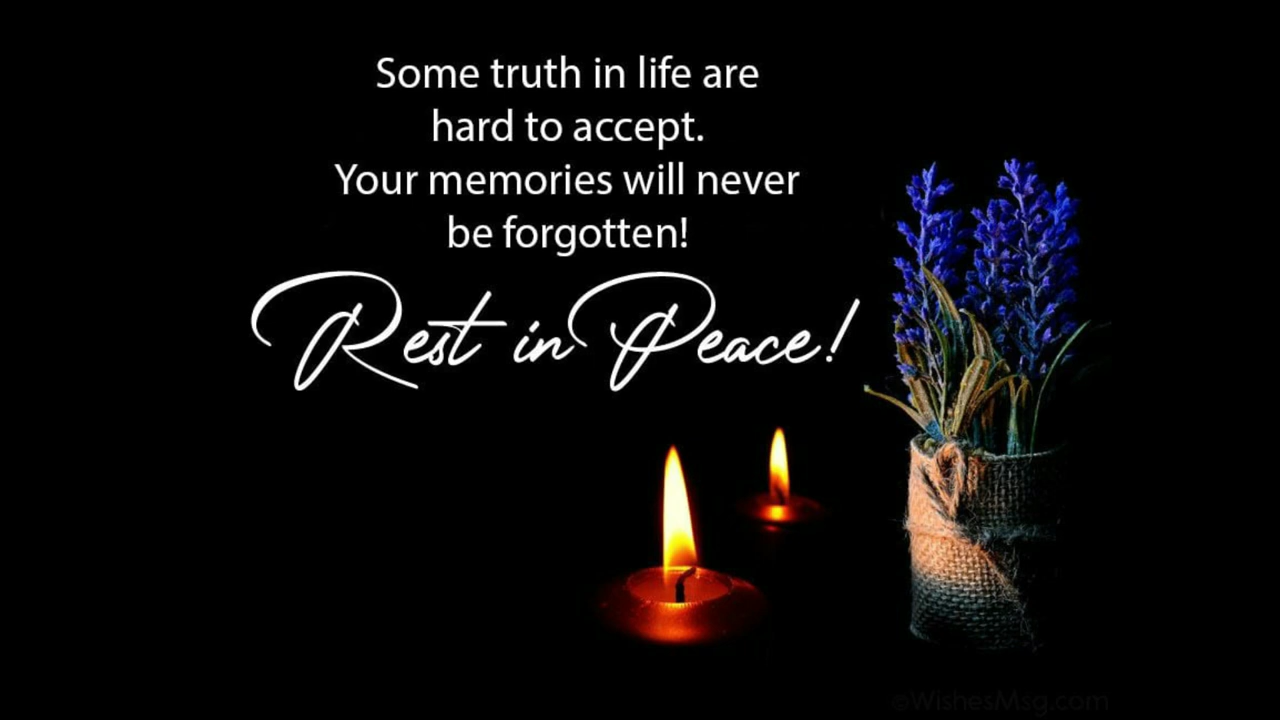 Some truth in life are
hard to accept.
Your memories will never
be forgotten!
Rest in Peace!
©WishesMsg.com